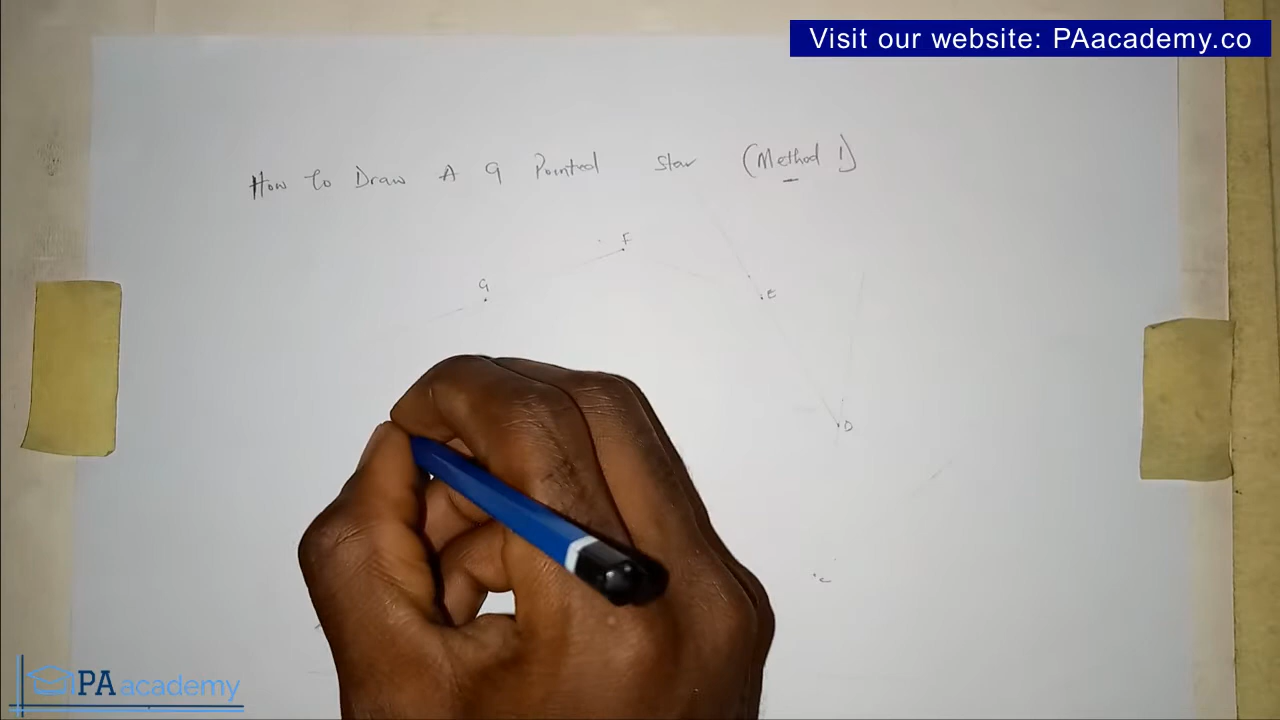 Visit our website: PAacademy.co
How To Draw A 9 Pointed Star (Method 1)
F
G
E
D
C
PA academy